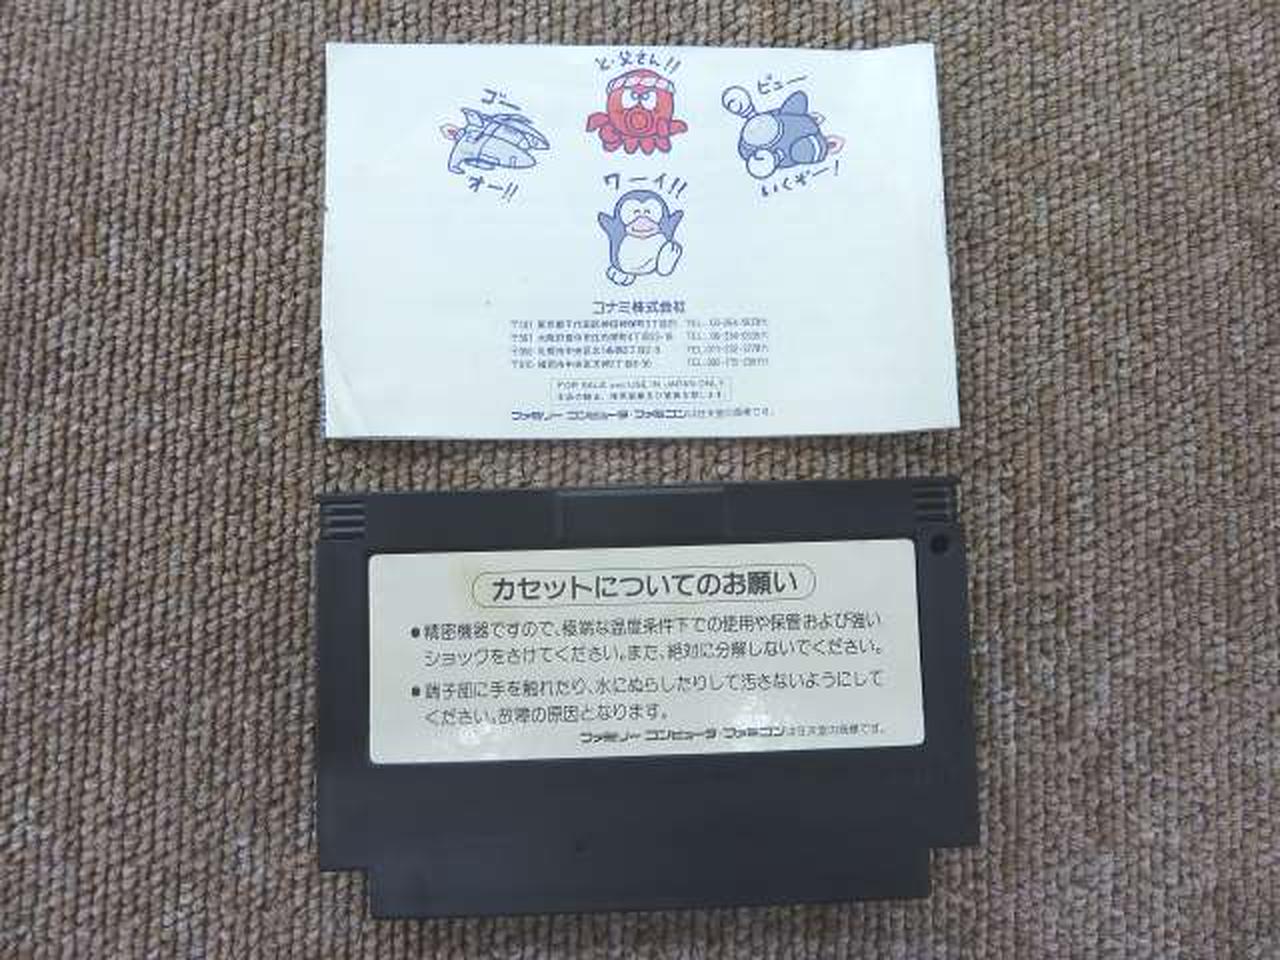 と・父さん!!
ゴー
オー!!
ビュー
いくぞー!
ワーイ!!
コナミ株式会社
FOR SALE and USE IN JAPAN ONLY
ファミリー コンピュータ・ファミコンは任天堂の商標です。
カセットについてのお願い
●精密機器ですので、極端な温度条件下での使用や保管および強い
ショックをさけてください。また、絶対に分解しないでください。
●端子部に手を触れたり、水にぬらしたりして汚さないようにして
ください。故障の原因となります。
ファミリー コンピュータ・ファミコンは任天堂の商標です。